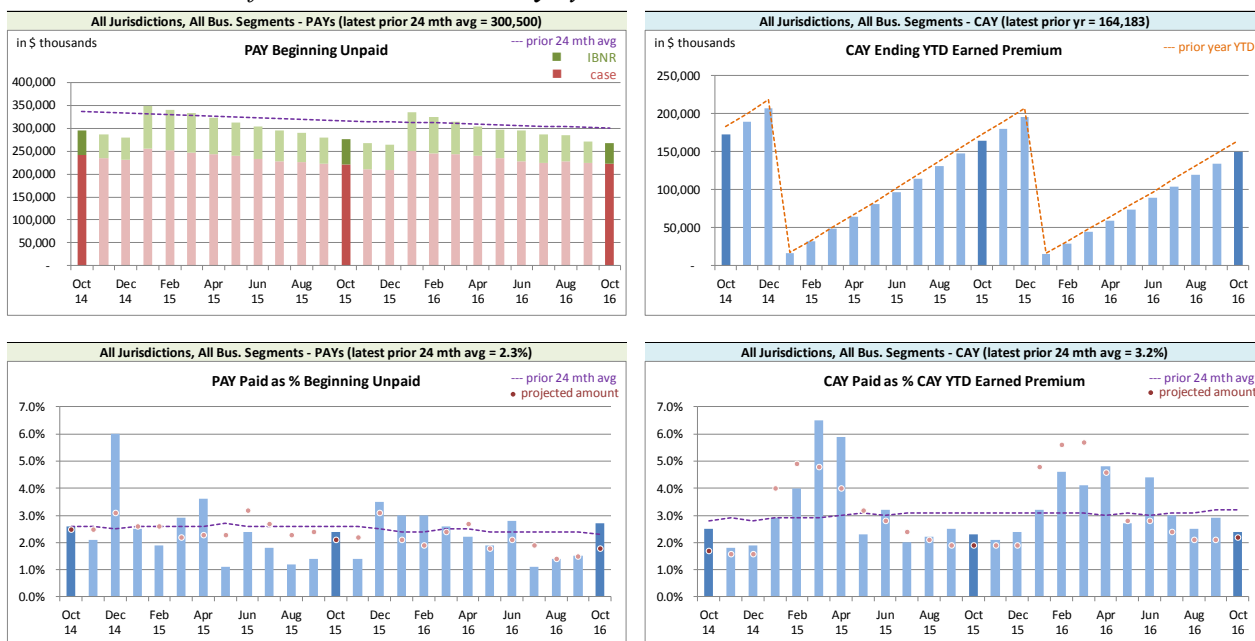 All Jurisdictions, All Bus. Segments - PAYs (latest prior 24 mth avg = 300,500)
in $ thousands
PAY Beginning Unpaid
--- prior 24 mth avg
IBNR
case
400,000
350,000
300,000
250,000
200,000
150,000
100,000
50,000
-
Oct Dec Feb Apr Jun Aug Oct Dec Feb Apr Jun Aug Oct
14 14 15 15 15 15 15 15 16 16 16 16 16
All Jurisdictions, All Bus. Segments - CAY (latest prior yr = 164,183)
in $ thousands
CAY Ending YTD Earned Premium
--- prior year YTD
250,000
200,000
150,000
100,000
50,000
-
Oct Dec Feb Apr Jun Aug Oct Dec Feb Apr Jun Aug Oct
14 14 15 15 15 15 15 15 16 16 16 16 16
All Jurisdictions, All Bus. Segments - PAYs (latest prior 24 mth avg = 2.3%)
PAY Paid as % Beginning Unpaid
--- prior 24 mth avg
• projected amount
7.0%
6.0%
5.0%
4.0%
3.0%
2.0%
1.0%
0.0%
Oct Dec Feb Apr Jun Aug Oct Dec Feb Apr Jun Aug Oct
14 14 15 15 15 15 15 15 16 16 16 16 16
All Jurisdictions, All Bus. Segments - CAY (latest prior 24 mth avg = 3.2%)
CAY Paid as % CAY YTD Earned Premium
--- prior 24 mth avg
• projected amount
7.0%
6.0%
5.0%
4.0%
3.0%
2.0%
1.0%
0.0%
Oct Dec Feb Apr Jun Aug Oct Dec Feb Apr Jun Aug Oct
14 14 15 15 15 15 15 15 16 16 16 16 16